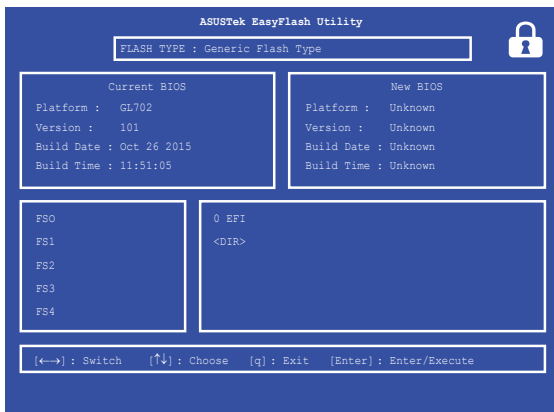 ASUSTek EasyFlash Utility
FLASH TYPE : Generic Flash Type
Current BIOS
Platform : GL702
Version : 101
Build Date : Oct 26 2015
Build Time : 11:51:05
New BIOS
Platform : Unknown
Version : Unknown
Build Date : Unknown
Build Time : Unknown
FSO
FS1
FS2
FS3
FS4
0 EFI
<DIR>
[←→] : Switch [↑↓] : Choose [q] : Exit [Enter] : Enter/Execute